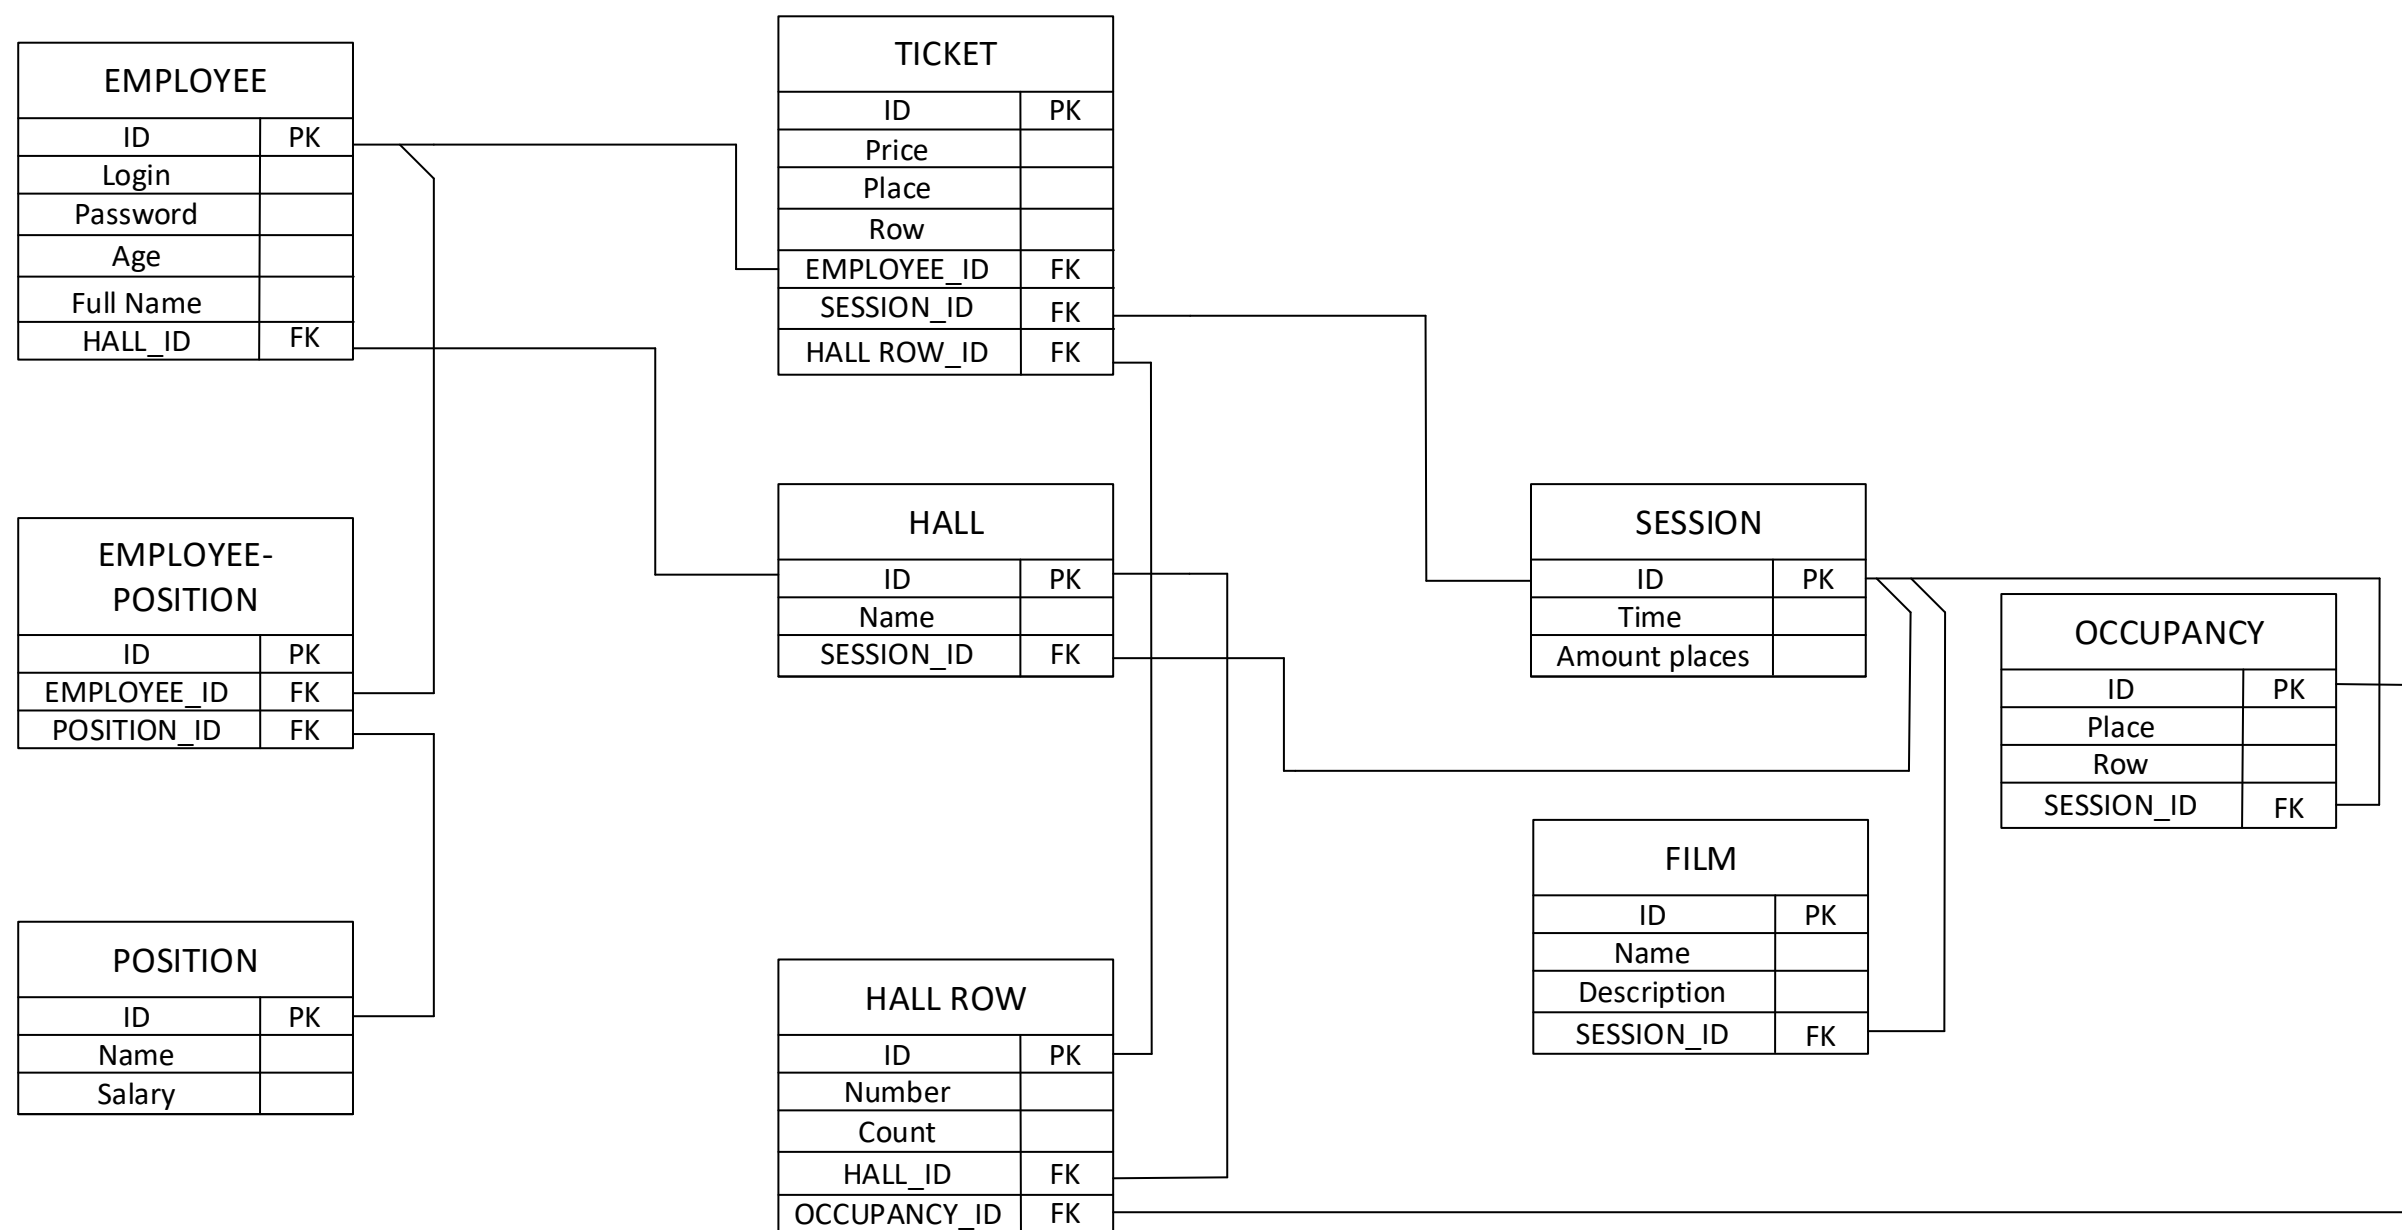 EMPLOYEE
ID PK
Login
Password
Age
Full Name
HALL_ID FK
EMPLOYEE-
POSITION
ID PK
EMPLOYEE_ID FK
POSITION_ID FK
POSITION
ID PK
Name
Salary
TICKET
ID PK
Price
Place
Row
EMPLOYEE_ID FK
SESSION_ID FK
HALL ROW_ID FK
HALL
ID PK
Name
SESSION_ID FK
HALL ROW
ID PK
Number
Count
HALL_ID FK
OCCUPANCY_ID FK
SESSION
ID PK
Time
Amount places
FILM
ID PK
Name
Description
SESSION_ID FK
OCCUPANCY
ID PK
Place
Row
SESSION_ID FK